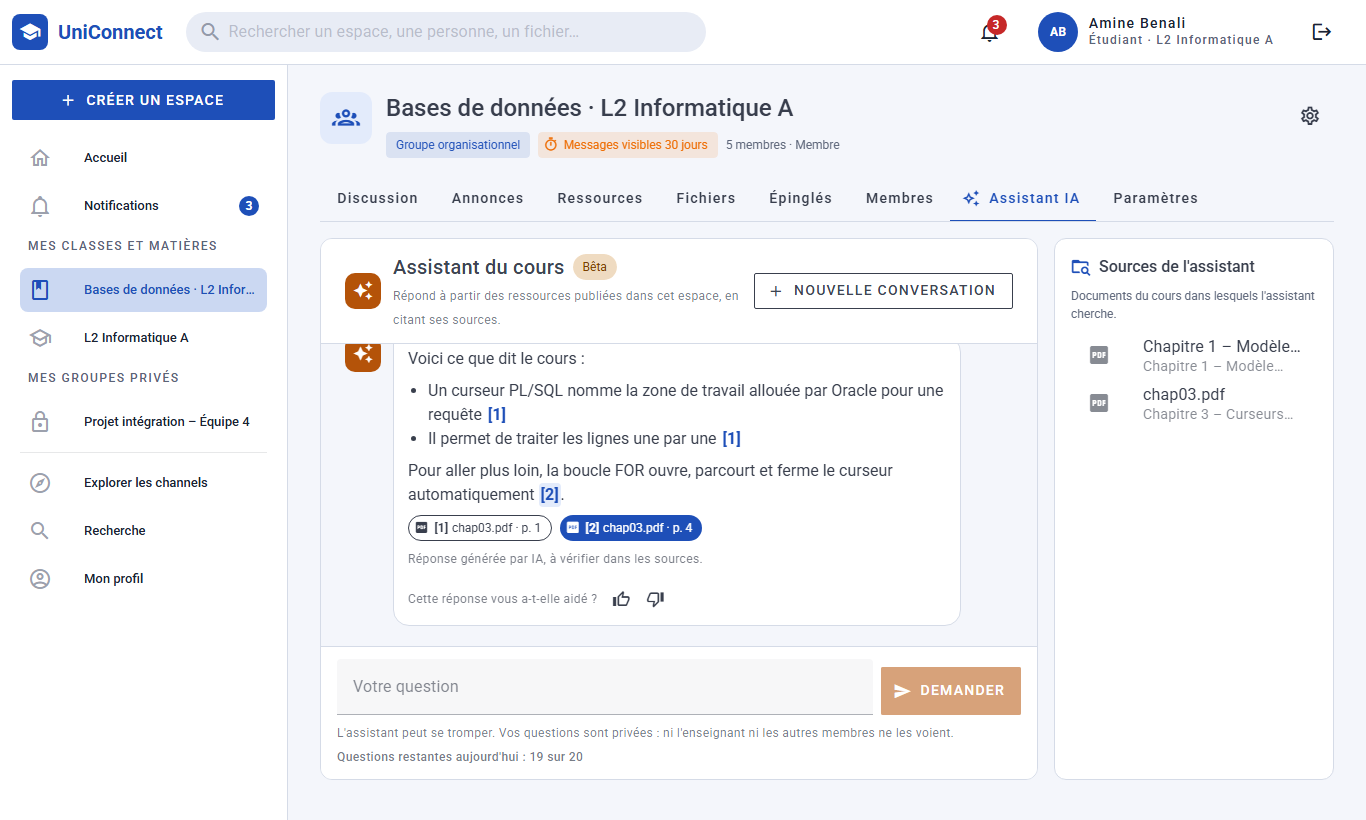 UniConnect
Rechercher un espace, une personne, un fichier…
3
AB
Amine Benali
Étudiant · L2 Informatique A
CRÉER UN ESPACE
Accueil
Notifications
3
MES CLASSES ET MATIÈRES
Bases de données · L2 Infor…
L2 Informatique A
MES GROUPES PRIVÉS
Projet intégration – Équipe 4
Explorer les channels
Recherche
Mon profil
Bases de données · L2 Informatique A
Groupe organisationnel
Messages visibles 30 jours
5 membres · Membre
Discussion
Annonces
Ressources
Fichiers
Épinglés
Membres
Assistant IA
Paramètres
Assistant du cours
Bêta
Répond à partir des ressources publiées dans cet espace, en
citant ses sources.
NOUVELLE CONVERSATION
Voici ce que dit le cours :
Un curseur PL/SQL nomme la zone de travail allouée par Oracle pour une
requête [1]
Il permet de traiter les lignes une par une [1]
Pour aller plus loin, la boucle FOR ouvre, parcourt et ferme le curseur
automatiquement [2].
PDF [1] chap03.pdf · p. 1
PDF [2] chap03.pdf · p. 4
Réponse générée par IA, à vérifier dans les sources.
Cette réponse vous a-t-elle aidé ?
Votre question
DEMANDER
L'assistant peut se tromper. Vos questions sont privées : ni l'enseignant ni les autres membres ne les voient.
Questions restantes aujourd'hui : 19 sur 20
Sources de l'assistant
Documents du cours dans lesquels l'assistant
cherche.
PDF
Chapitre 1 – Modèle…
Chapitre 1 – Modèle…
PDF
chap03.pdf
Chapitre 3 – Curseurs…